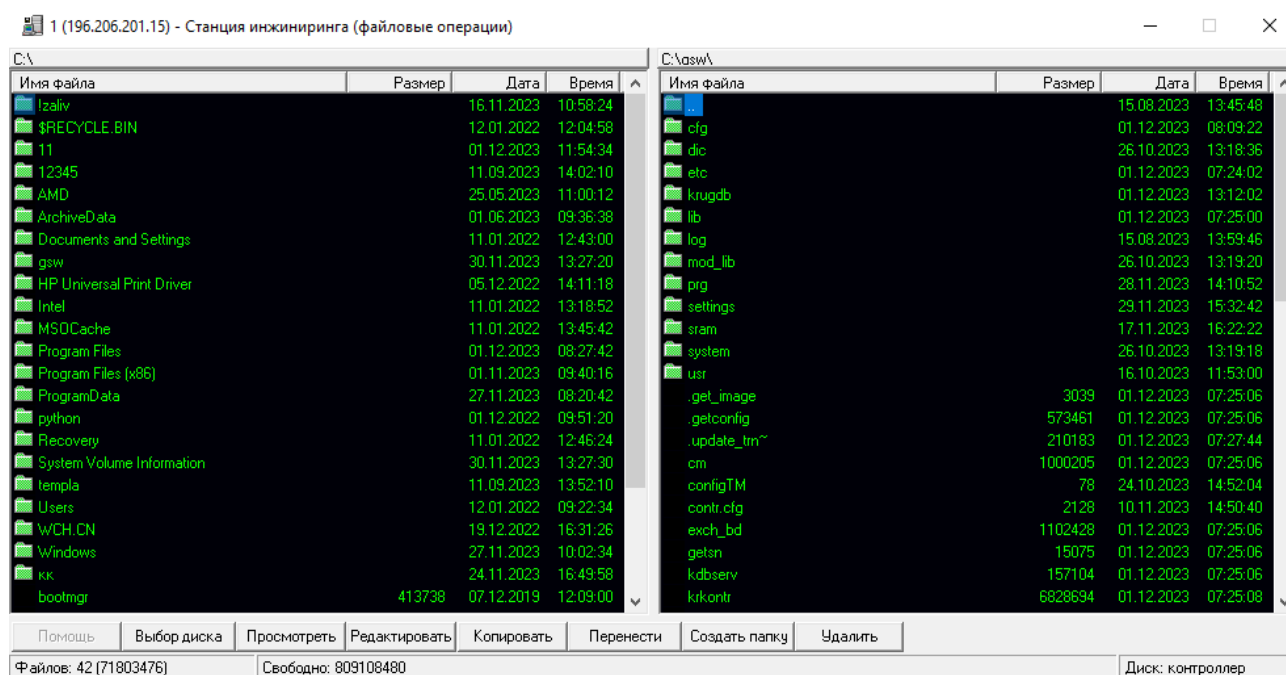 1 (196.206.201.15) - Станция инжиниринга (файловые операции)
C:\ C:\asw\
Имя файла Размер Дата Время Имя файла Размер Дата Время
!zaliv 16.11.2023 10:58:24 .. 15.08.2023 13:45:48
$RECYCLE.BIN 12.01.2022 12:04:58 cfg 01.12.2023 08:09:22
11 01.12.2023 11:54:34 dic 26.10.2023 13:18:36
12345 11.09.2023 14:02:10 etc 01.12.2023 07:24:02
AMD 25.05.2023 11:00:12 krugdb 01.12.2023 13:12:02
ArchiveData 01.06.2023 09:36:38 lib 01.12.2023 07:25:00
Documents and Settings 11.01.2022 12:43:00 log 15.08.2023 13:59:46
gsw 30.11.2023 13:27:20 mod_lib 26.10.2023 13:19:20
HP Universal Print Driver 05.12.2022 14:11:18 prg 28.11.2023 14:10:52
Intel 11.01.2022 13:18:52 settings 29.11.2023 15:32:42
MSOCache 11.01.2022 13:45:42 sram 17.11.2023 16:22:22
Program Files 01.12.2023 08:27:42 system 26.10.2023 13:19:18
Program Files (x86) 01.11.2023 09:40:16 usr 16.10.2023 11:53:00
ProgramData 27.11.2023 08:20:42 .get_image 3039 01.12.2023 07:25:06
python 01.12.2022 09:51:20 .getconfig 573461 01.12.2023 07:25:06
Recovery 11.01.2022 12:46:24 .update_trn~ 210183 01.12.2023 07:27:44
System Volume Information 30.11.2023 13:27:30 cm 1000205 01.12.2023 07:25:06
templa 11.09.2023 13:52:10 configTM 78 24.10.2023 14:52:04
Users 12.01.2022 09:22:34 contr.cfg 2128 10.11.2023 14:50:40
WCH.CN 19.12.2022 16:31:26 exch_bd 1102428 01.12.2023 07:25:06
Windows 27.11.2023 10:02:34 getsn 15075 01.12.2023 07:25:06
кк 24.11.2023 16:49:58 kdbserv 157104 01.12.2023 07:25:06
bootmgr 413738 07.12.2019 12:09:00 krkontr 6828694 01.12.2023 07:25:08
Помощь Выбор диска Просмотреть Редактировать Копировать Перенести Создать папку Удалить
Файлов: 42 (71803476) Свободно: 809108480 Диск: контроллер